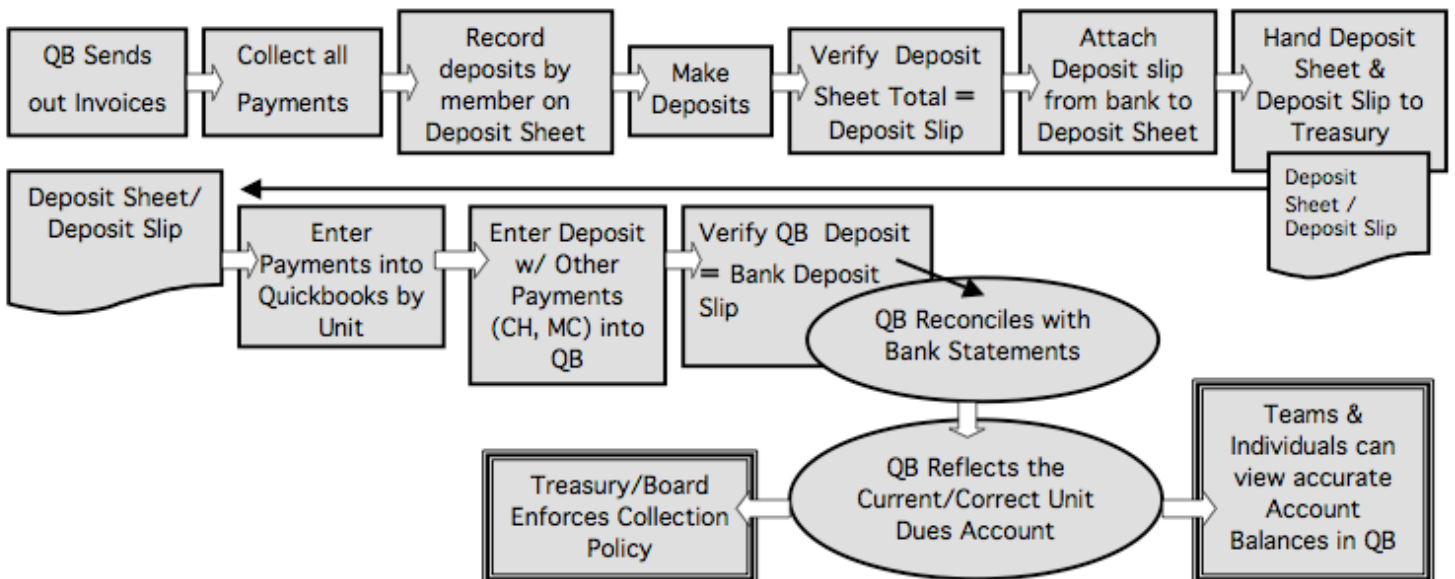 QB Sends
out Invoices
Collect all
Payments
Record
deposits by
member on
Deposit Sheet
Make
Deposits
Verify Deposit
Sheet Total =
Deposit Slip
Attach
Deposit slip
from bank to
Deposit Sheet
Hand Deposit
Sheet &
Deposit Slip to
Treasury
Deposit
Sheet /
Deposit Slip
Deposit Sheet/
Deposit Slip
Enter
Payments into
Quickbooks by
Unit
Enter Deposit
w/ Other
Payments
(CH, MC) into
QB
Verify QB Deposit
= Bank Deposit
Slip
QB Reconciles with
Bank Statements
QB Reflects the
Current/Correct Unit
Dues Account
Treasury/Board
Enforces Collection
Policy
Teams &
Individuals can
view accurate
Account
Balances in QB